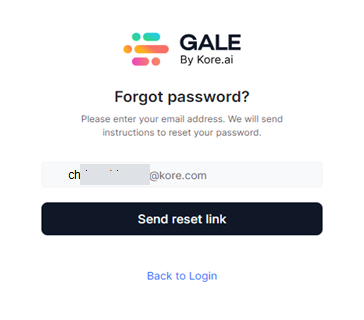 GALE
By Kore.ai
Forgot password?
Please enter your email address. We will send
instructions to reset your password.
ch @kore.com
Send reset link
Back to Login